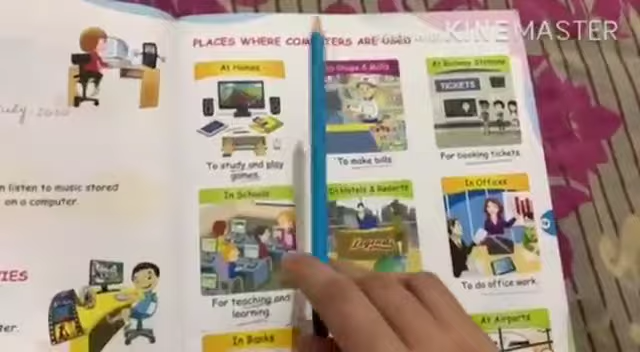 KINEMASTER
PLACES WHERE COMPUTERS ARE USED
At Homes
To study and play
games.
Shops & Malls
To make bills
At Railway Stations
TICKETS
For booking tickets.
In Schools
For teaching and
learning.
In Hotels & Resorts
Legends
In Offices
To do office work.
In Banks
At Airports
n listen to music stored
on a computer.
IES
ter.